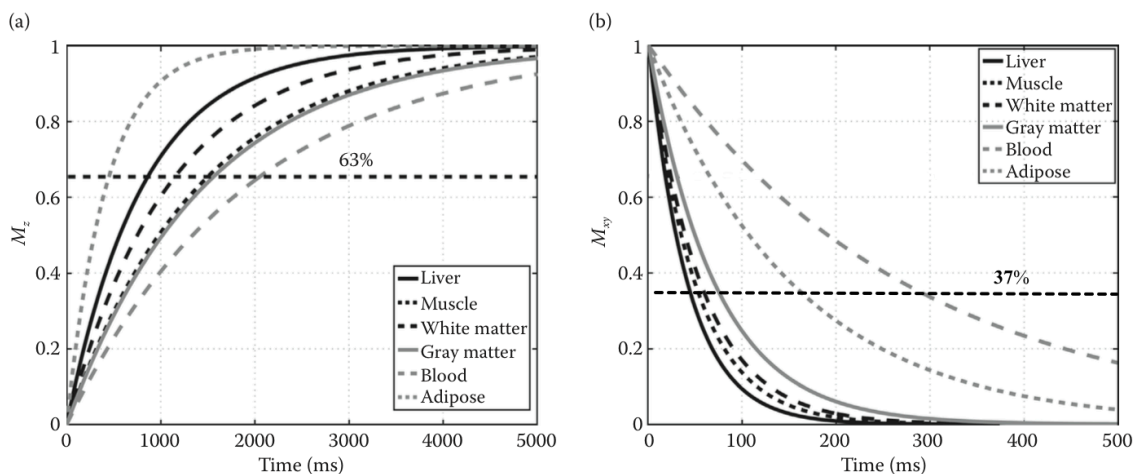 (a)
1
0.8
0.6
0.4
0.2
0
M_z
63%
Liver
Muscle
White matter
Gray matter
Blood
Adipose
0 1000 2000 3000 4000 5000
Time (ms)
(b)
1
0.8
0.6
0.4
0.2
0
M_xy
Liver
Muscle
White matter
Gray matter
Blood
Adipose
37%
0 100 200 300 400 500
Time (ms)